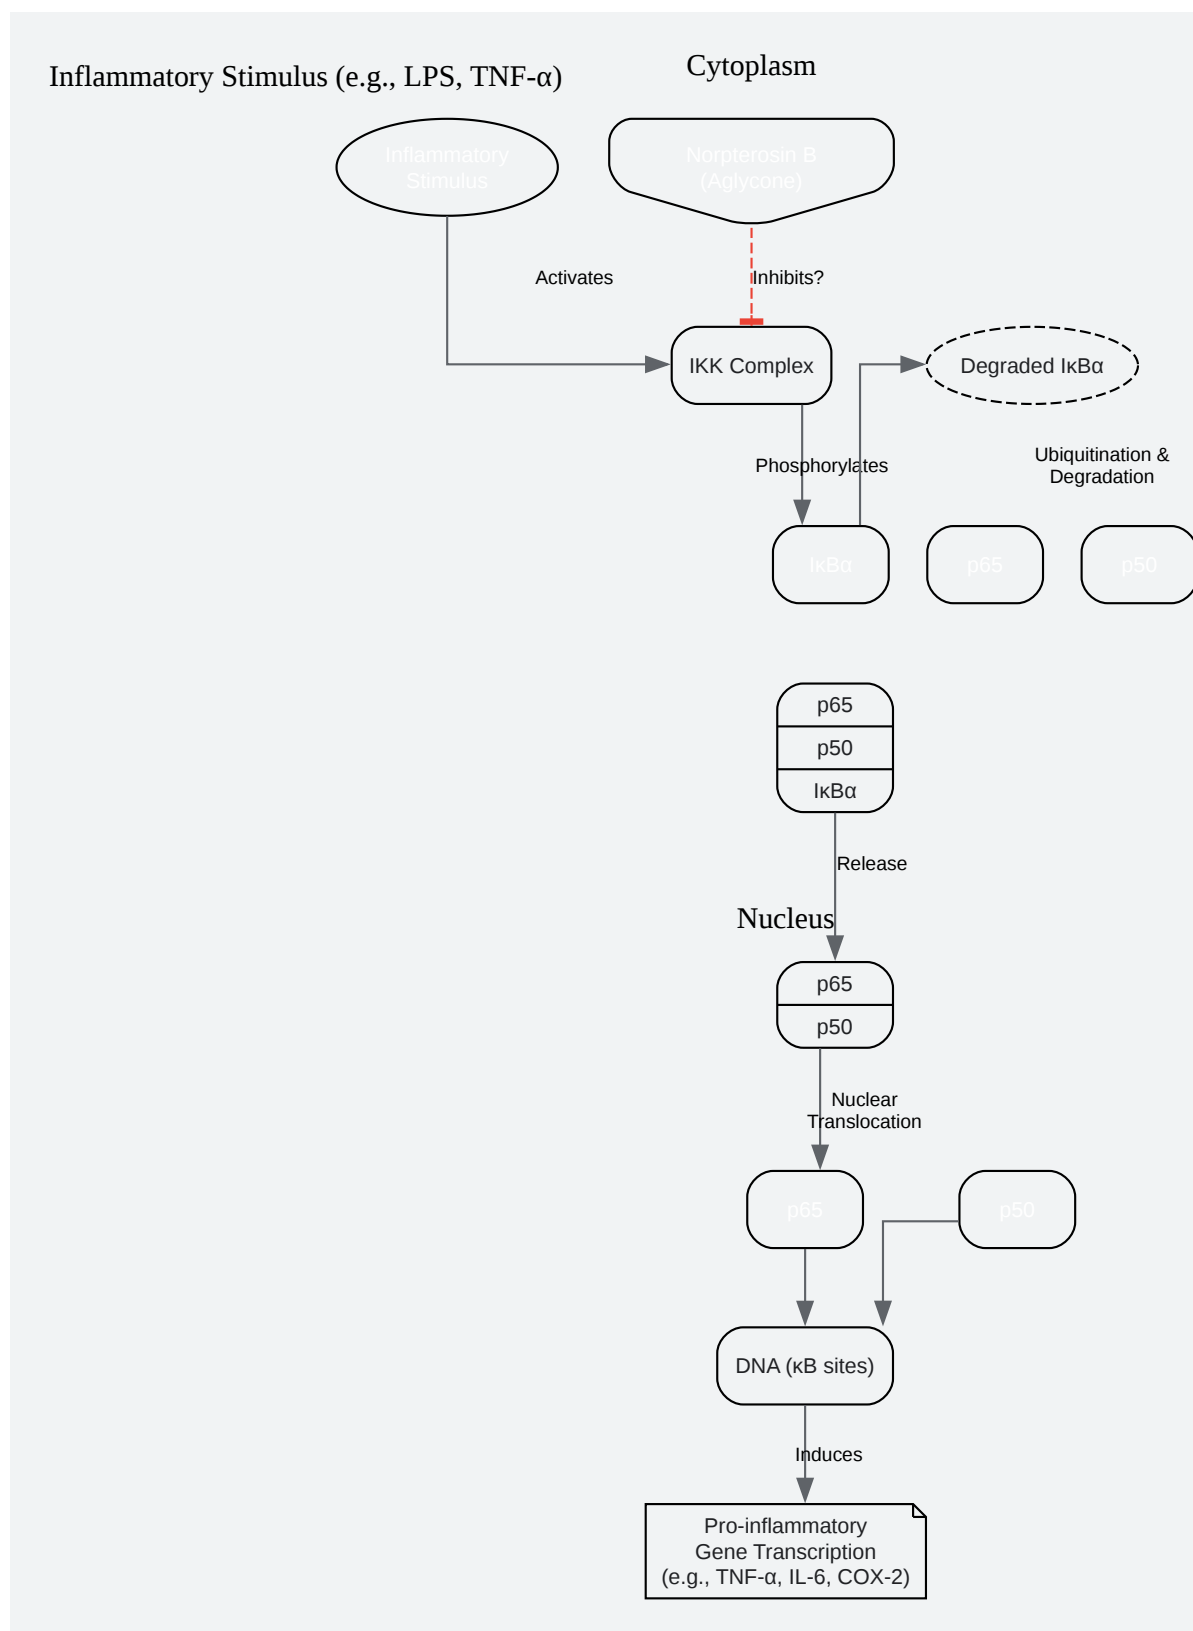 Inflammatory Stimulus (e.g., LPS, TNF-α)
Cytoplasm
Inflammatory
Stimulus
Norpterosin B
(Aglycone)
Activates
Inhibits?
IKK Complex
Degraded IκBα
Phosphorylates
Ubiquitination &
Degradation
IκBα
p65
p50
p65
p50
IκBα
Release
Nucleus
p65
p50
Nuclear
Translocation
p65
p50
DNA (κB sites)
Induces
Pro-inflammatory
Gene Transcription
(e.g., TNF-α, IL-6, COX-2)